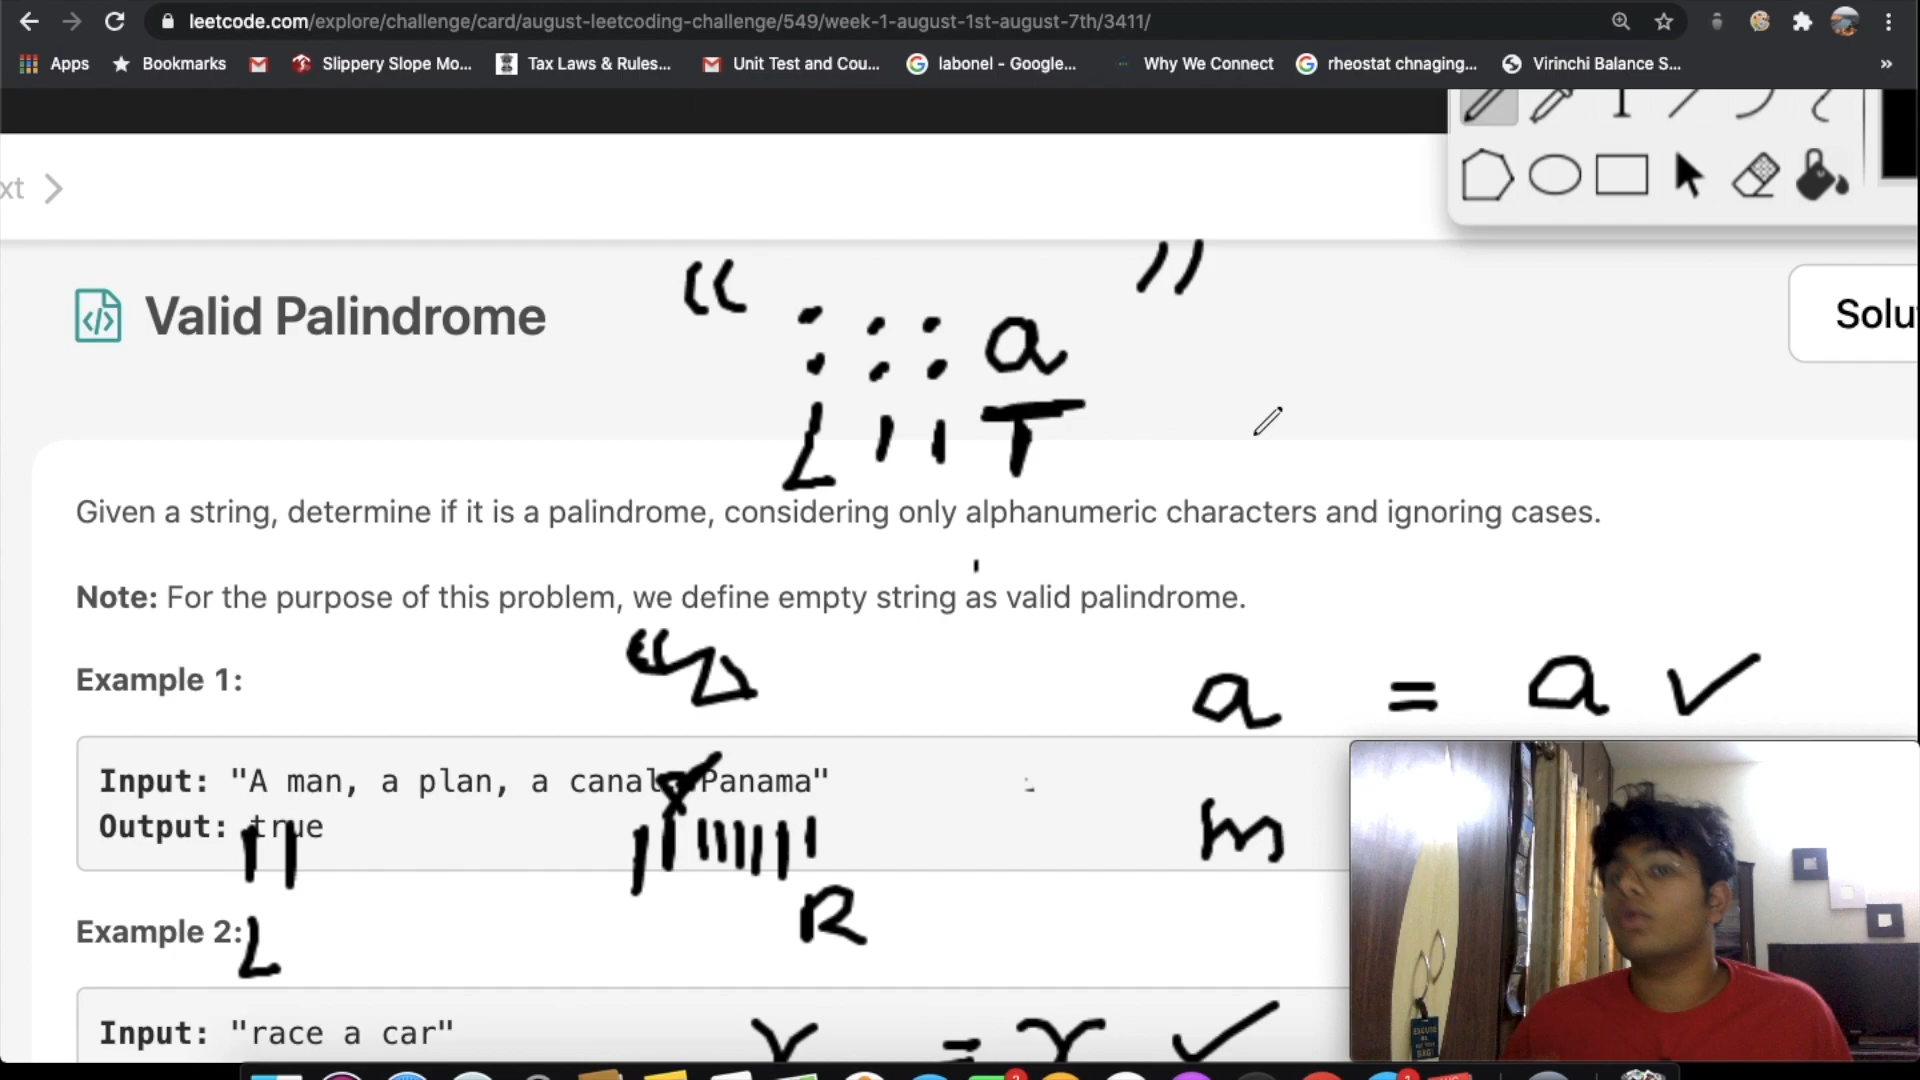 leetcode.com/explore/challenge/card/august-leetcoding-challenge/549/week-1-august-1st-august-7th/3411/
Apps Bookmarks Slippery Slope Mo... Tax Laws & Rules... Unit Test and Cou... labonel - Google... Why We Connect rheostat chnaging... Virinchi Balance S... »
T
xt
Valid Palindrome
“ : : : a ”
L I I T
Solu
Given a string, determine if it is a palindrome, considering only alphanumeric characters and ignoring cases.
Note: For the purpose of this problem, we define empty string as valid palindrome.
Example 1:
a = a ✓
Input: "A man, a plan, a canal Panama"
Output: true
m
R
Example 2:
L
Input: "race a car"
r = r ✓